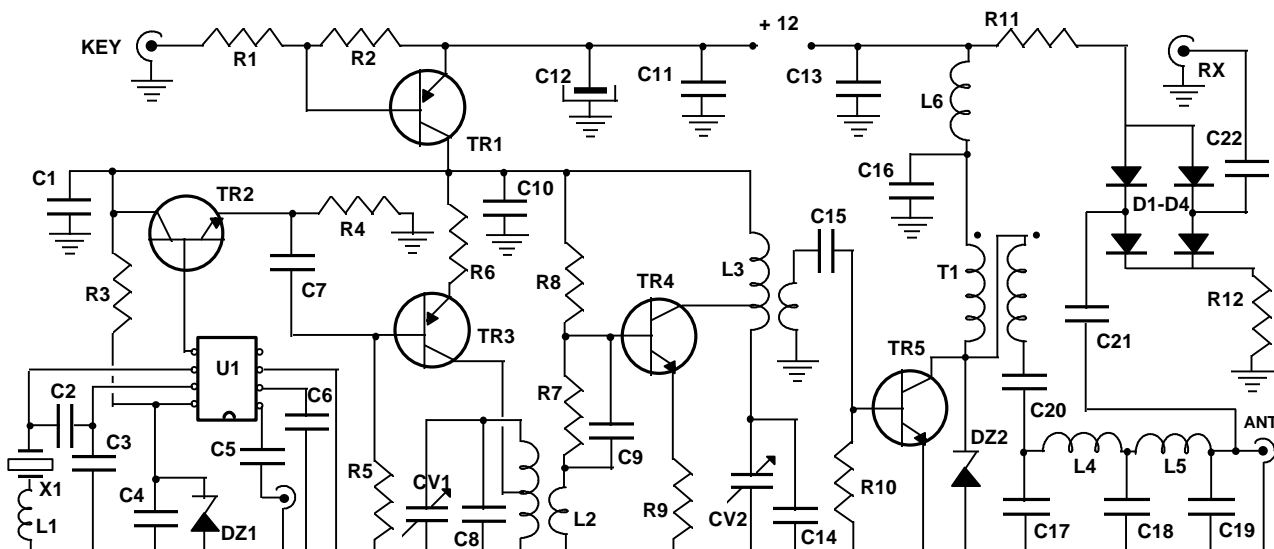 KEY
R1
R2
+ 12
R11
RX
C12
C11
C13
L6
C22
TR1
C1
TR2
C10
C16
D1-D4
R4
C15
R3
C7
R6
R8
TR4
L3
T1
R12
TR3
C21
U1
TR5
C2
C6
R7
C20
ANT
C3
C5
C9
DZ2
X1
R5
CV1
R10
L4
L5
C4
L1
DZ1
C8
L2
R9
CV2
C14
C17
C18
C19